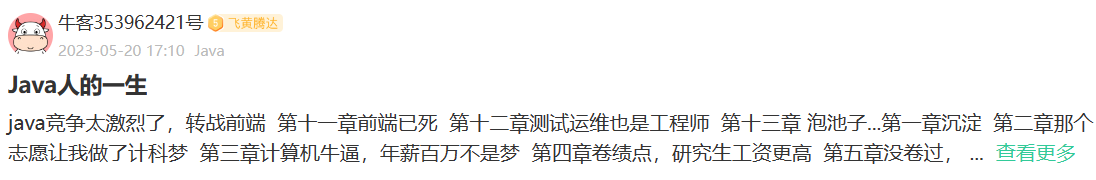 牛客353962421号 5 飞黄腾达
2023-05-20 17:10 Java
Java人的一生
java竞争太激烈了，转战前端 第十一章前端已死 第十二章测试运维也是工程师 第十三章 泡池子...第一章沉淀 第二章那个
志愿让我做了计科梦 第三章计算机牛逼，年薪百万不是梦 第四章卷绩点，研究生工资更高 第五章没卷过， ... 查看更多